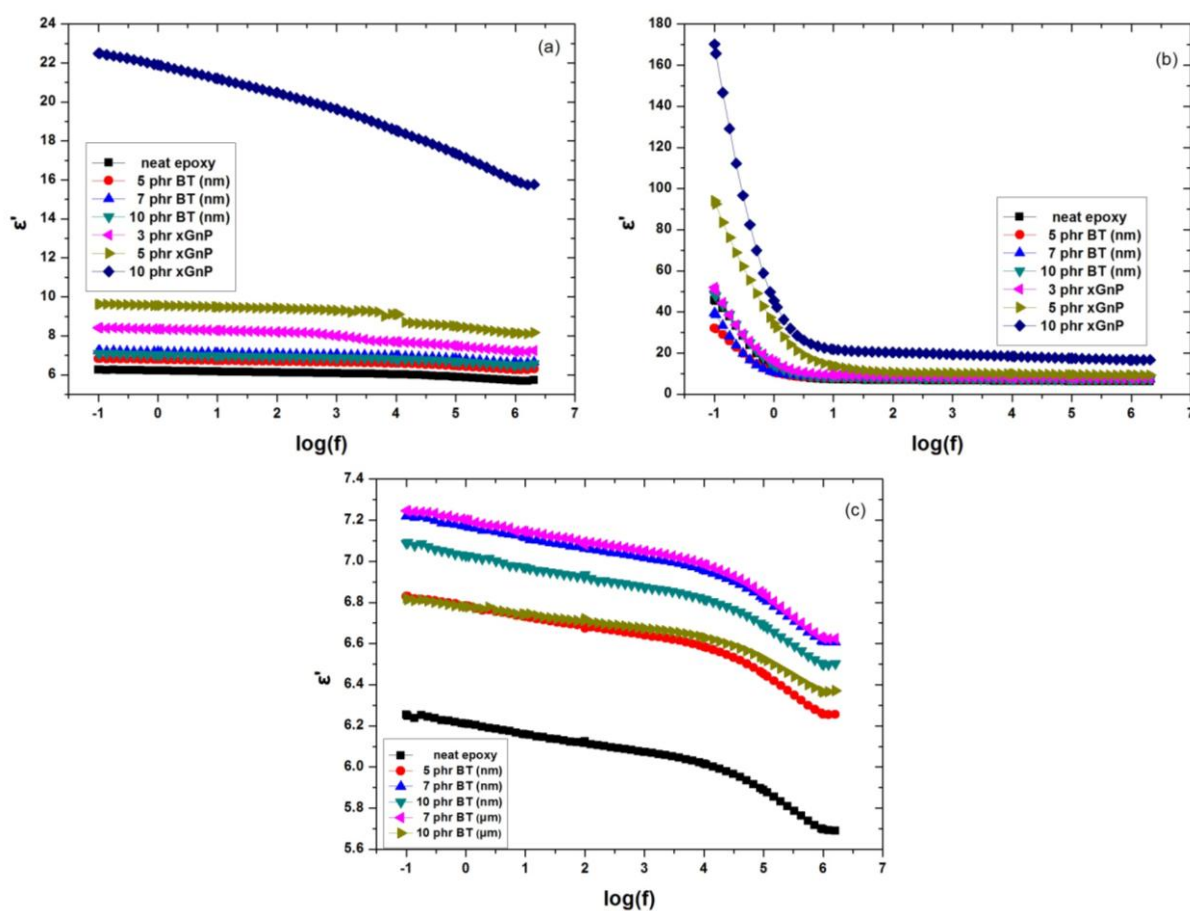 (a)
ε'
24
22
20
18
16
14
12
10
8
6
neat epoxy
5 phr BT (nm)
7 phr BT (nm)
10 phr BT (nm)
3 phr xGnP
5 phr xGnP
10 phr xGnP
-1 0 1 2 3 4 5 6 7
log(f)
(b)
ε'
180
160
140
120
100
80
60
40
20
0
neat epoxy
5 phr BT (nm)
7 phr BT (nm)
10 phr BT (nm)
3 phr xGnP
5 phr xGnP
10 phr xGnP
-1 0 1 2 3 4 5 6 7
log(f)
(c)
ε'
7.4
7.2
7.0
6.8
6.6
6.4
6.2
6.0
5.8
5.6
neat epoxy
5 phr BT (nm)
7 phr BT (nm)
10 phr BT (nm)
7 phr BT (μm)
10 phr BT (μm)
-1 0 1 2 3 4 5 6 7
log(f)